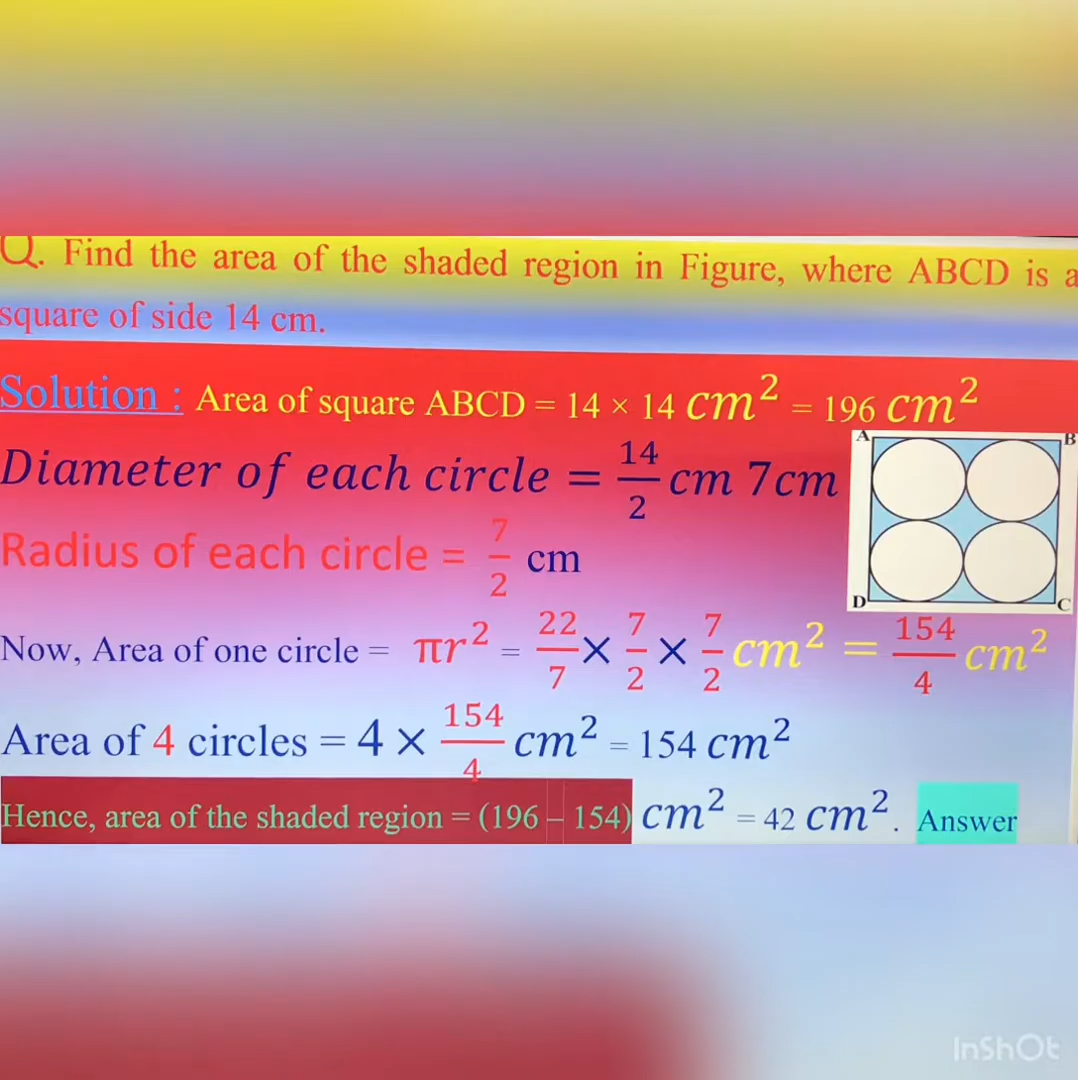 Q. Find the area of the shaded region in Figure, where ABCD is a
square of side 14 cm.
Solution : Area of square ABCD = 14 × 14 cm² = 196 cm²
Diameter of each circle = 14/2 cm 7cm
Radius of each circle = 7/2 cm
A B
D C
Now, Area of one circle = πr² = 22/7 × 7/2 × 7/2 cm² = 154/4 cm²
Area of 4 circles = 4 × 154/4 cm² = 154 cm²
Hence, area of the shaded region = (196 – 154) cm² = 42 cm². Answer
InShOt